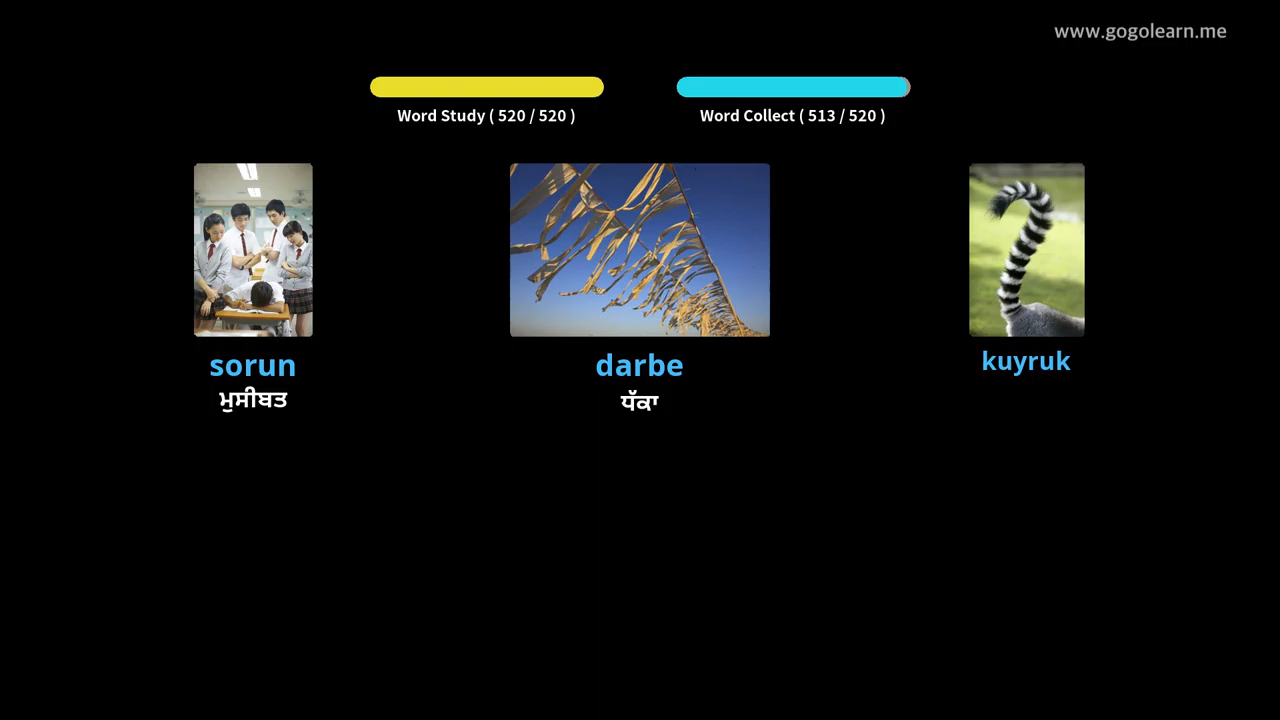 www.gogolearn.me
Word Study ( 520 / 520 )
Word Collect ( 513 / 520 )
sorun
ਮੁਸੀਬਤ
darbe
ਧੱਕਾ
kuyruk